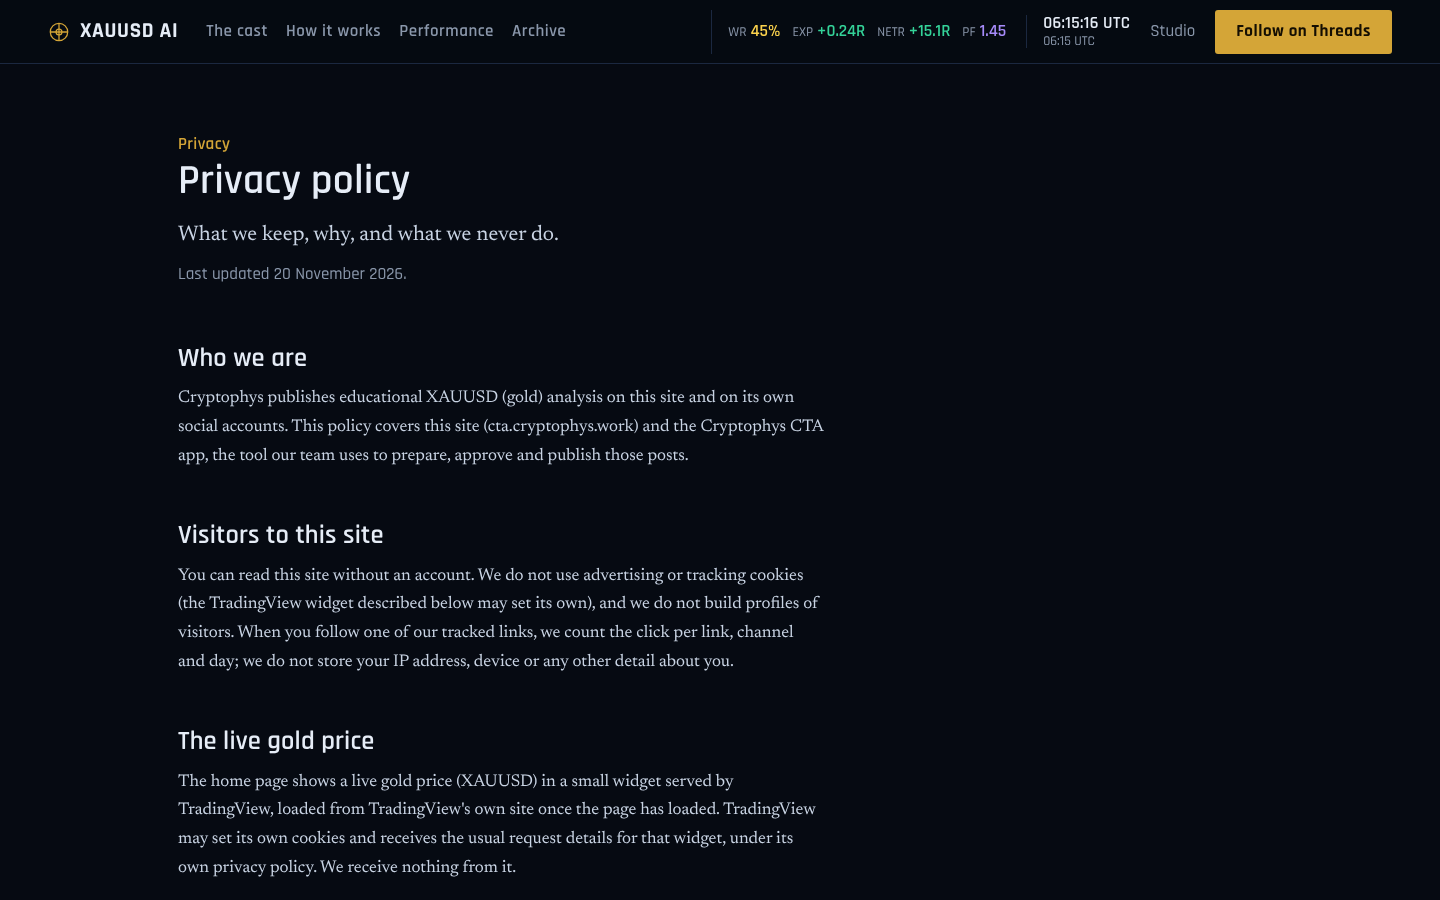 XAUUSD AI
The cast
How it works
Performance
Archive
WR 45% EXP +0.24R NETR +15.1R PF 1.45
06:15:16 UTC
06:15 UTC
Studio
Follow on Threads
Privacy
Privacy policy
What we keep, why, and what we never do.
Last updated 20 November 2026.
Who we are
Cryptophys publishes educational XAUUSD (gold) analysis on this site and on its own
social accounts. This policy covers this site (cta.cryptophys.work) and the Cryptophys CTA
app, the tool our team uses to prepare, approve and publish those posts.
Visitors to this site
You can read this site without an account. We do not use advertising or tracking cookies
(the TradingView widget described below may set its own), and we do not build profiles of
visitors. When you follow one of our tracked links, we count the click per link, channel
and day; we do not store your IP address, device or any other detail about you.
The live gold price
The home page shows a live gold price (XAUUSD) in a small widget served by
TradingView, loaded from TradingView's own site once the page has loaded. TradingView
may set its own cookies and receives the usual request details for that widget, under its
own privacy policy. We receive nothing from it.